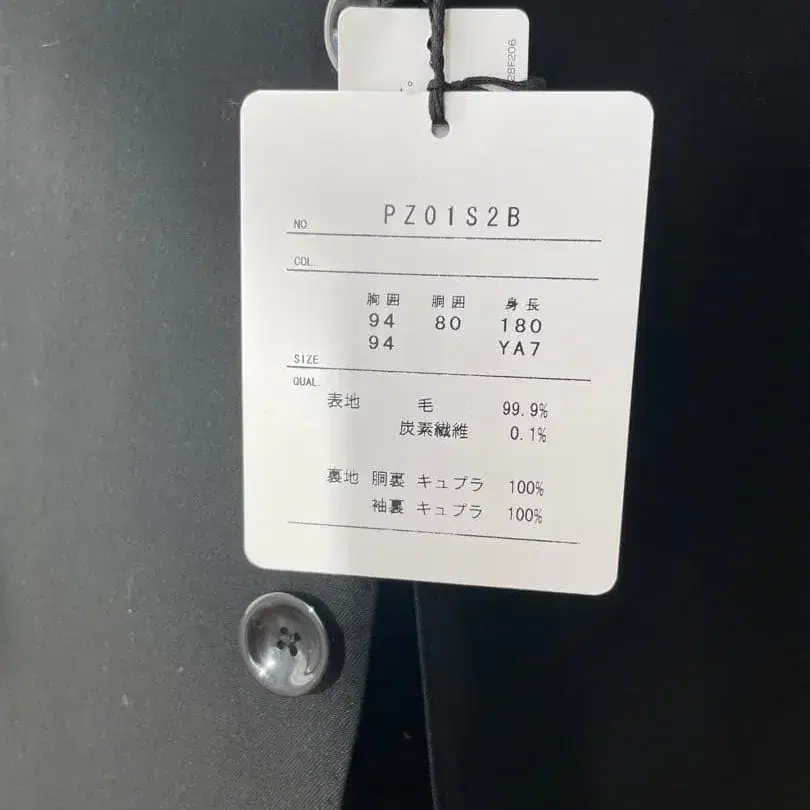 28F206
NO. PZ01S2B
COL.
胸囲 胴囲 身長
94 80 180
94 YA7
SIZE
QUAL.
表地 毛 99.9%
炭素繊維 0.1%
裏地 胴裏 キュプラ 100%
袖裏 キュプラ 100%